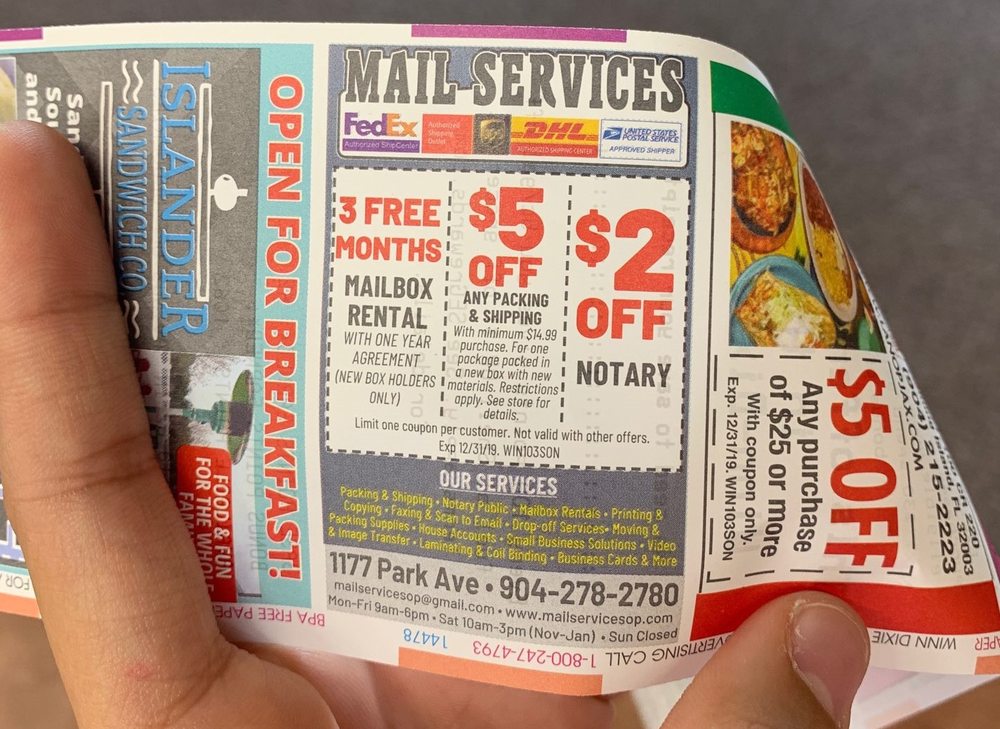 MAIL SERVICES
FedEx
Authorized ShipCenter
Authorized
Shipping
Outlet
ups
DHL
AUTHORIZED SHIPPING CENTER
UNITED STATES
POSTAL SERVICE
APPROVED SHIPPER
3 FREE
MONTHS
MAILBOX
RENTAL
WITH ONE YEAR
AGREEMENT
(NEW BOX HOLDERS
ONLY)
$5
OFF
ANY PACKING
& SHIPPING
With minimum $14.99
purchase. For one
package packed in
a new box with new
materials. Restrictions
apply. See store for
details.
$2
OFF
NOTARY
Limit one coupon per customer. Not valid with other offers.
Exp 12/31/19. WIN103SON
OUR SERVICES
Packing & Shipping • Notary Public • Mailbox Rentals • Printing &
Copying • Faxing & Scan to Email • Drop-off Services • Moving &
Packing Supplies • House Accounts • Small Business Solutions • Video
& Image Transfer • Laminating & Coil Binding • Business Cards & More
1177 Park Ave • 904-278-2780
mailservicesop@gmail.com • www.mailservicesop.com
Mon-Fri 9am-6pm • Sat 10am-3pm (Nov-Jan) • Sun Closed
OPEN FOR BREAKFAST!
ISLANDER
SANDWICH CO
FOOD & FUN
FOR THE WHOLE
$5 OFF
Any purchase
of $25 or more
With coupon only.
Exp. 12/31/19. WIN103SON
215-2223
32003
BPA FREE PAPE
14478
ADVERTISING CALL 1-800-247-4793
WINN DIXIE